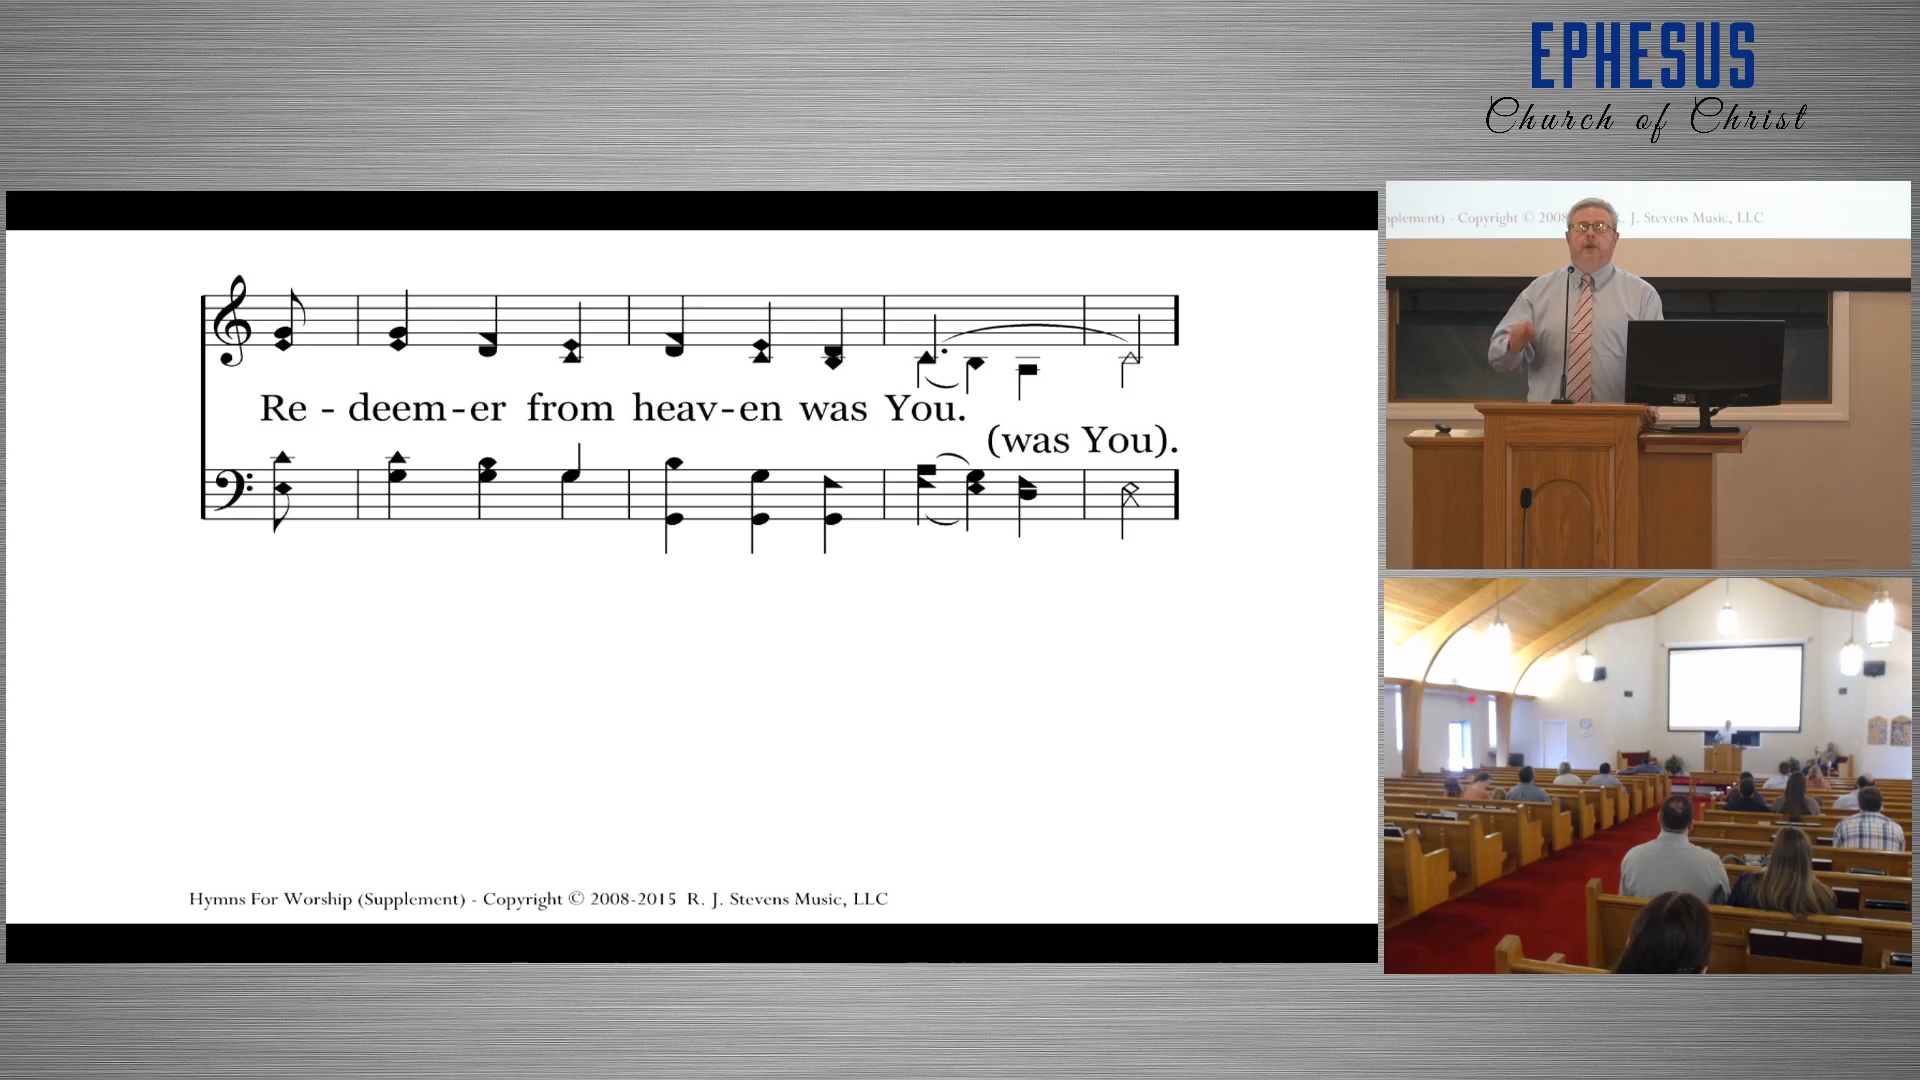 EPHESUS
Church of Christ
Re - deem-er from heav-en was You.
(was You).
Hymns For Worship (Supplement) - Copyright © 2008-2015 R. J. Stevens Music, LLC
pplement) - Copyright © 2008 R. J. Stevens Music, LLC